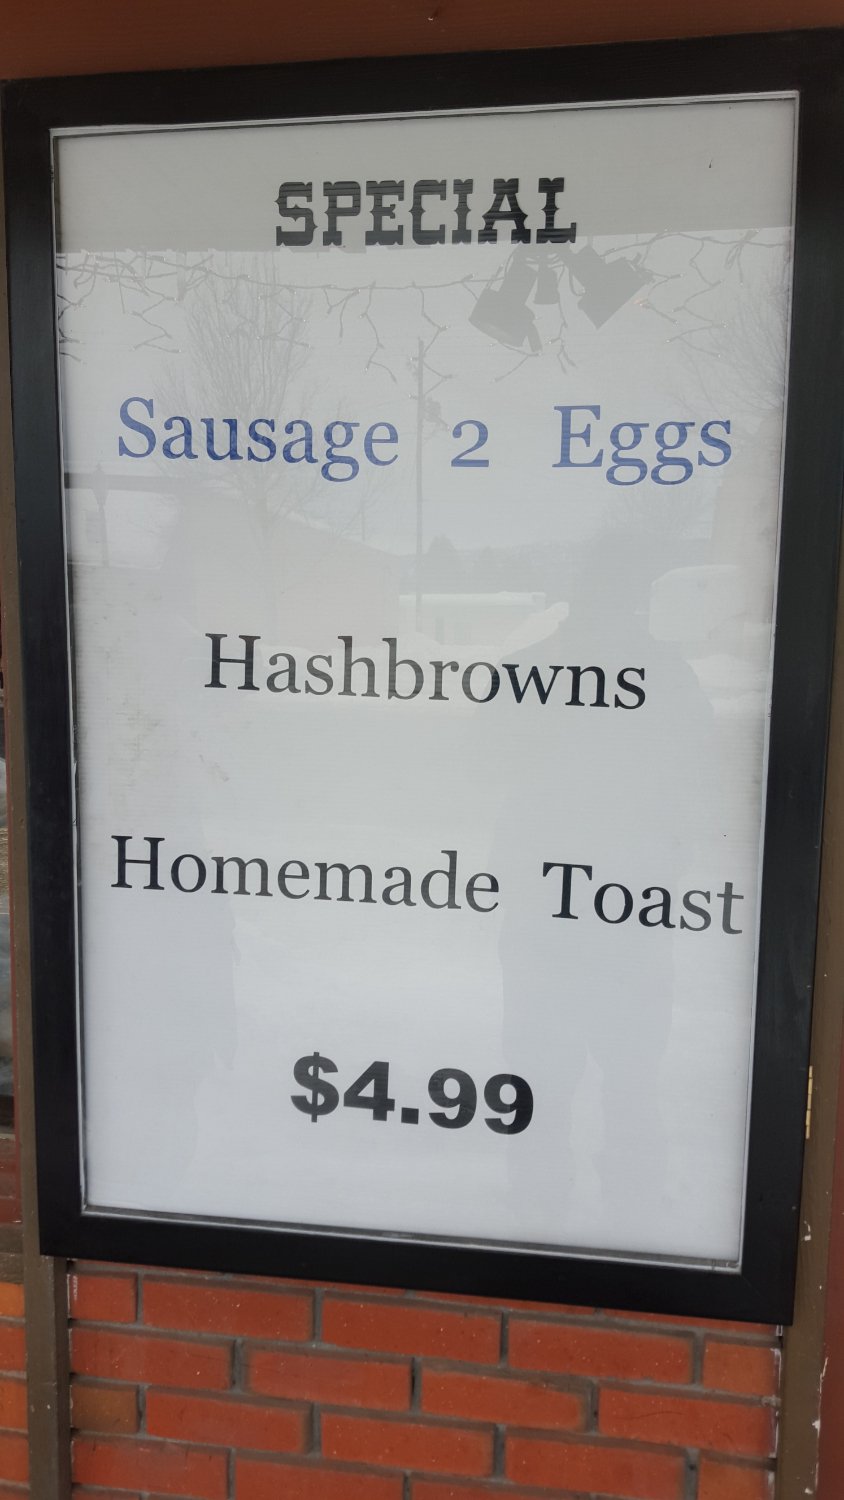 SPECIAL
Sausage 2 Eggs
Hashbrowns
Homemade Toast
$4.99